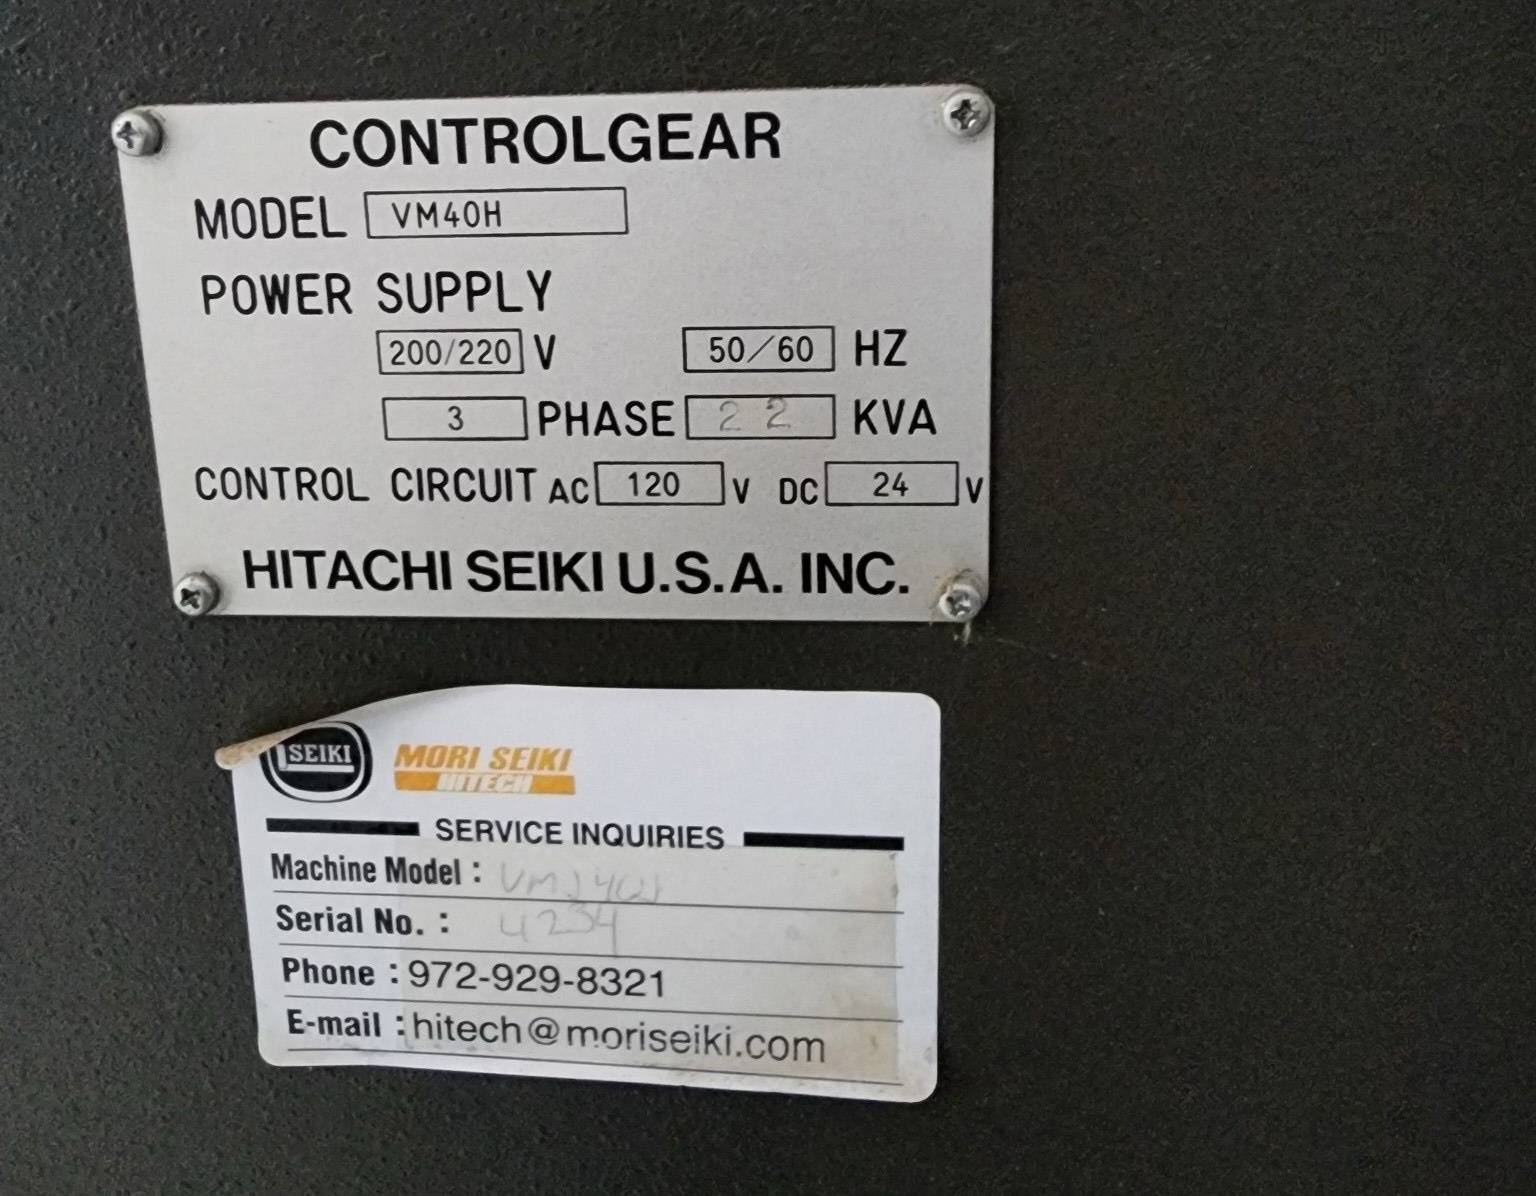 CONTROLGEAR
MODEL VM40H
POWER SUPPLY
200/220 V 50/60 HZ
3 PHASE 22 KVA
CONTROL CIRCUIT AC 120 V DC 24 V
HITACHI SEIKI U.S.A. INC.
SEIKI MORI SEIKI
HITECH
SERVICE INQUIRIES
Machine Model :
Serial No. : 4234
Phone : 972-929-8321
E-mail : hitech@moriseiki.com